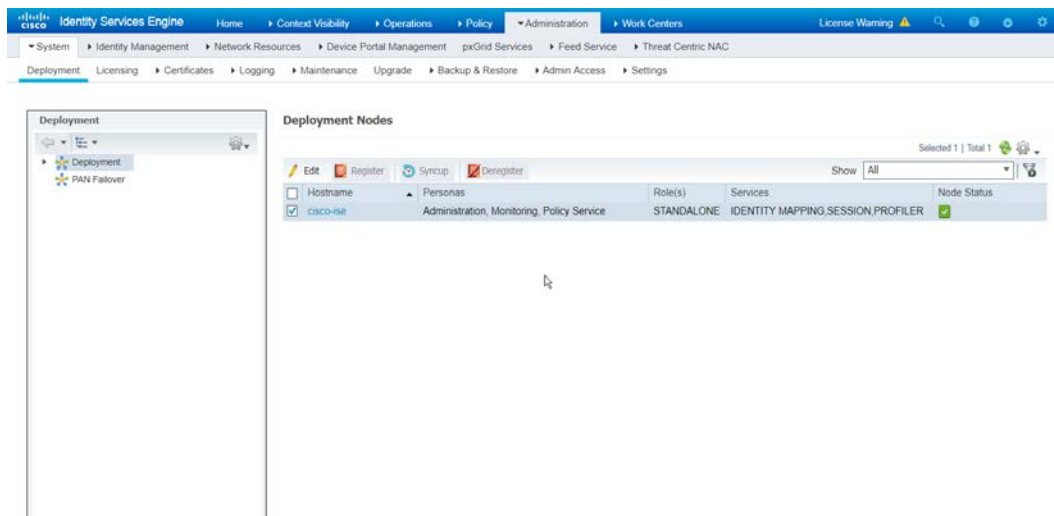 cisco Identity Services Engine Home Context Visibility Operations Policy Administration Work Centers License Warning
System Identity Management Network Resources Device Portal Management pxGrid Services Feed Service Threat Centric NAC
Deployment Licensing Certificates Logging Maintenance Upgrade Backup & Restore Admin Access Settings
Deployment
Deployment
PAN Failover
Deployment Nodes
Selected 1 | Total 1
Edit Register Syncup Deregister Show All
Hostname Personas Role(s) Services Node Status
cisco-ise Administration, Monitoring, Policy Service STANDALONE IDENTITY MAPPING,SESSION,PROFILER